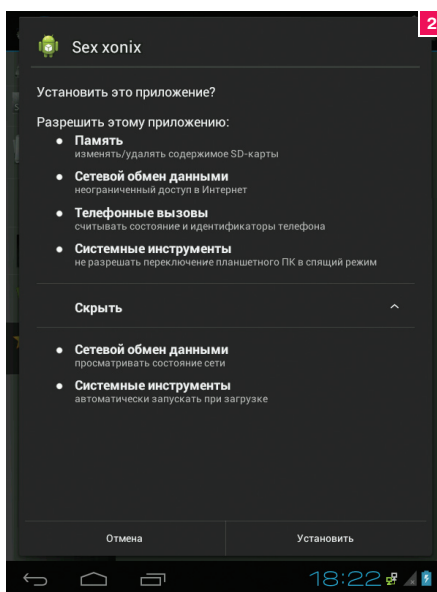 2
Sex xonix
Установить это приложение?
Разрешить этому приложению:
Память
изменять/удалять содержимое SD-карты
Сетевой обмен данными
неограниченный доступ в Интернет
Телефонные вызовы
считывать состояние и идентификаторы телефона
Системные инструменты
не разрешать переключение планшетного ПК в спящий режим
Скрыть
Сетевой обмен данными
просматривать состояние сети
Системные инструменты
автоматически запускать при загрузке
Отмена
Установить
18:22